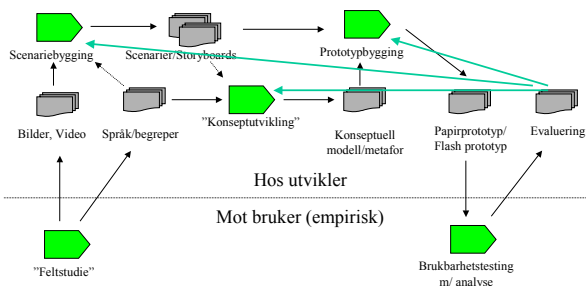 Scenariebygging
Scenarier/Storyboards
Prototypbygging
Bilder, Video
Språk/begreper
"Konseptutvikling"
Konseptuell
modell/metafor
Papirprototyp/
Flash prototyp
Evaluering
Hos utvikler
Mot bruker (empirisk)
"Feltstudie"
Brukbarhetstesting
m/ analyse